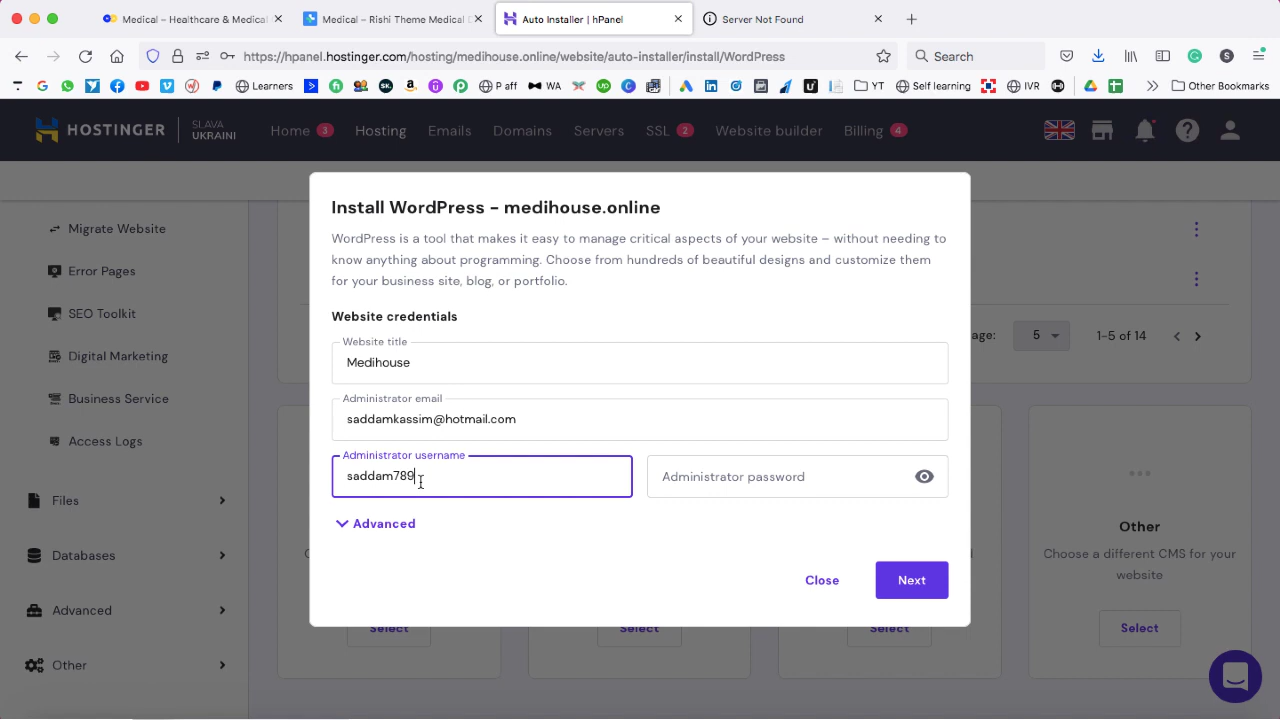 Medical – Healthcare & Medical
Medical – Rishi Theme Medical D
Auto Installer | hPanel
Server Not Found
https://hpanel.hostinger.com/hosting/medihouse.online/website/auto-installer/install/WordPress
Search
Learners
P aff
WA
YT
Self learning
IVR
Other Bookmarks
HOSTINGER
SLAVA
UKRAINI
Home 3 Hosting Emails Domains Servers SSL 2 Website builder Billing 4
Migrate Website
Error Pages
SEO Toolkit
Digital Marketing
Business Service
Access Logs
Files
Databases
Advanced
Other
Install WordPress - medihouse.online
WordPress is a tool that makes it easy to manage critical aspects of your website – without needing to
know anything about programming. Choose from hundreds of beautiful designs and customize them
for your business site, blog, or portfolio.
Website credentials
Website title
Medihouse
Administrator email
saddamkassim@hotmail.com
Administrator username
saddam789
Administrator password
Advanced
Close
Next
age:
5
1-5 of 14
Other
Choose a different CMS for your
website
Select
Select
Select
Select